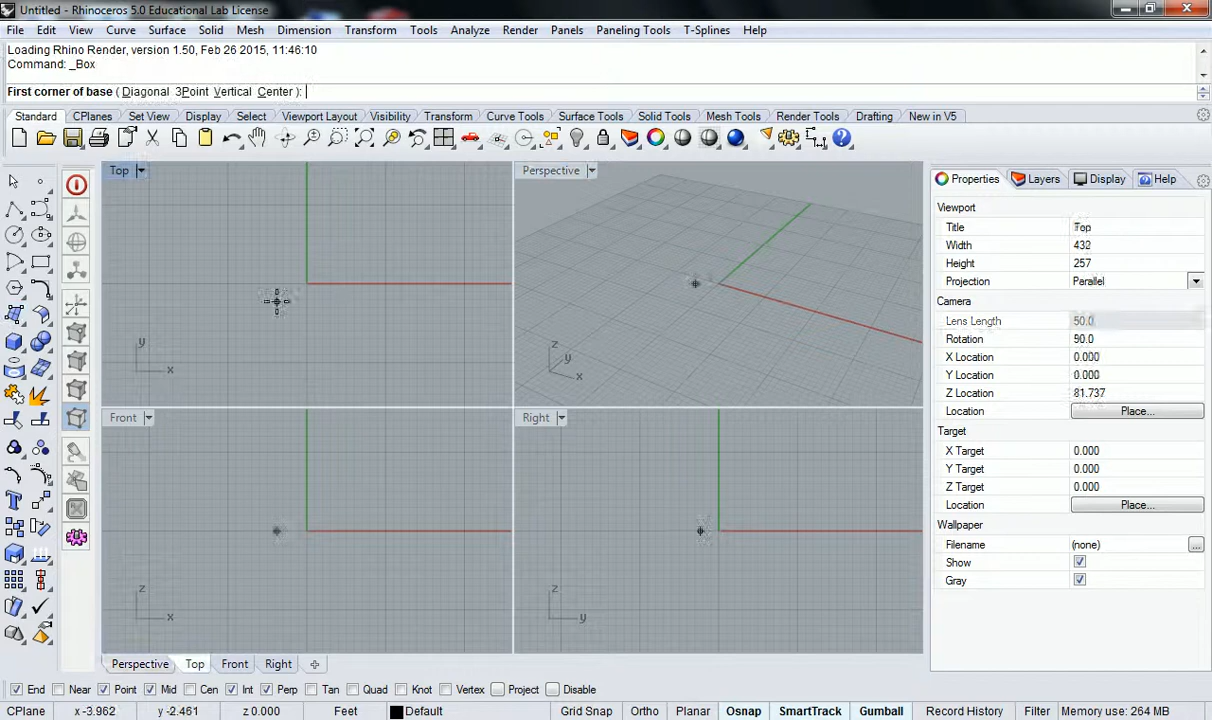 Untitled - Rhinoceros 5.0 Educational Lab License
File Edit View Curve Surface Solid Mesh Dimension Transform Tools Analyze Render Panels Paneling Tools T-Splines Help
Loading Rhino Render, version 1.50, Feb 26 2015, 11:46:10
Command: _Box
First corner of base ( Diagonal 3Point Vertical Center ):
Standard CPlanes Set View Display Select Viewport Layout Visibility Transform Curve Tools Surface Tools Solid Tools Mesh Tools Render Tools Drafting New in V5
Top
Perspective
Properties Layers Display Help
Viewport
Title Top
Width 432
Height 257
Projection Parallel
Camera
Lens Length 50.0
Rotation 90.0
X Location 0.000
Y Location 0.000
Z Location 81.737
Location Place...
Target
X Target 0.000
Y Target 0.000
Z Target 0.000
Location Place...
Wallpaper
Filename (none) ...
Show
Gray
y x
z y x
Front
Right
z x
z y
Perspective Top Front Right
End Near Point Mid Cen Int Perp Tan Quad Knot Vertex Project Disable
CPlane x -3.962 y -2.461 z 0.000 Feet Default Grid Snap Ortho Planar Osnap SmartTrack Gumball Record History Filter Memory use: 264 MB